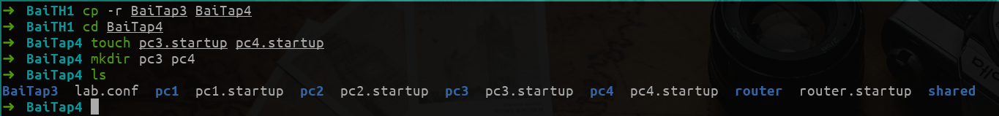 ➜ BaiTH1 cp -r BaiTap3 BaiTap4
➜ BaiTH1 cd BaiTap4
➜ BaiTap4 touch pc3.startup pc4.startup
➜ BaiTap4 mkdir pc3 pc4
➜ BaiTap4 ls
BaiTap3 lab.conf pc1 pc1.startup pc2 pc2.startup pc3 pc3.startup pc4 pc4.startup router router.startup shared
➜ BaiTap4